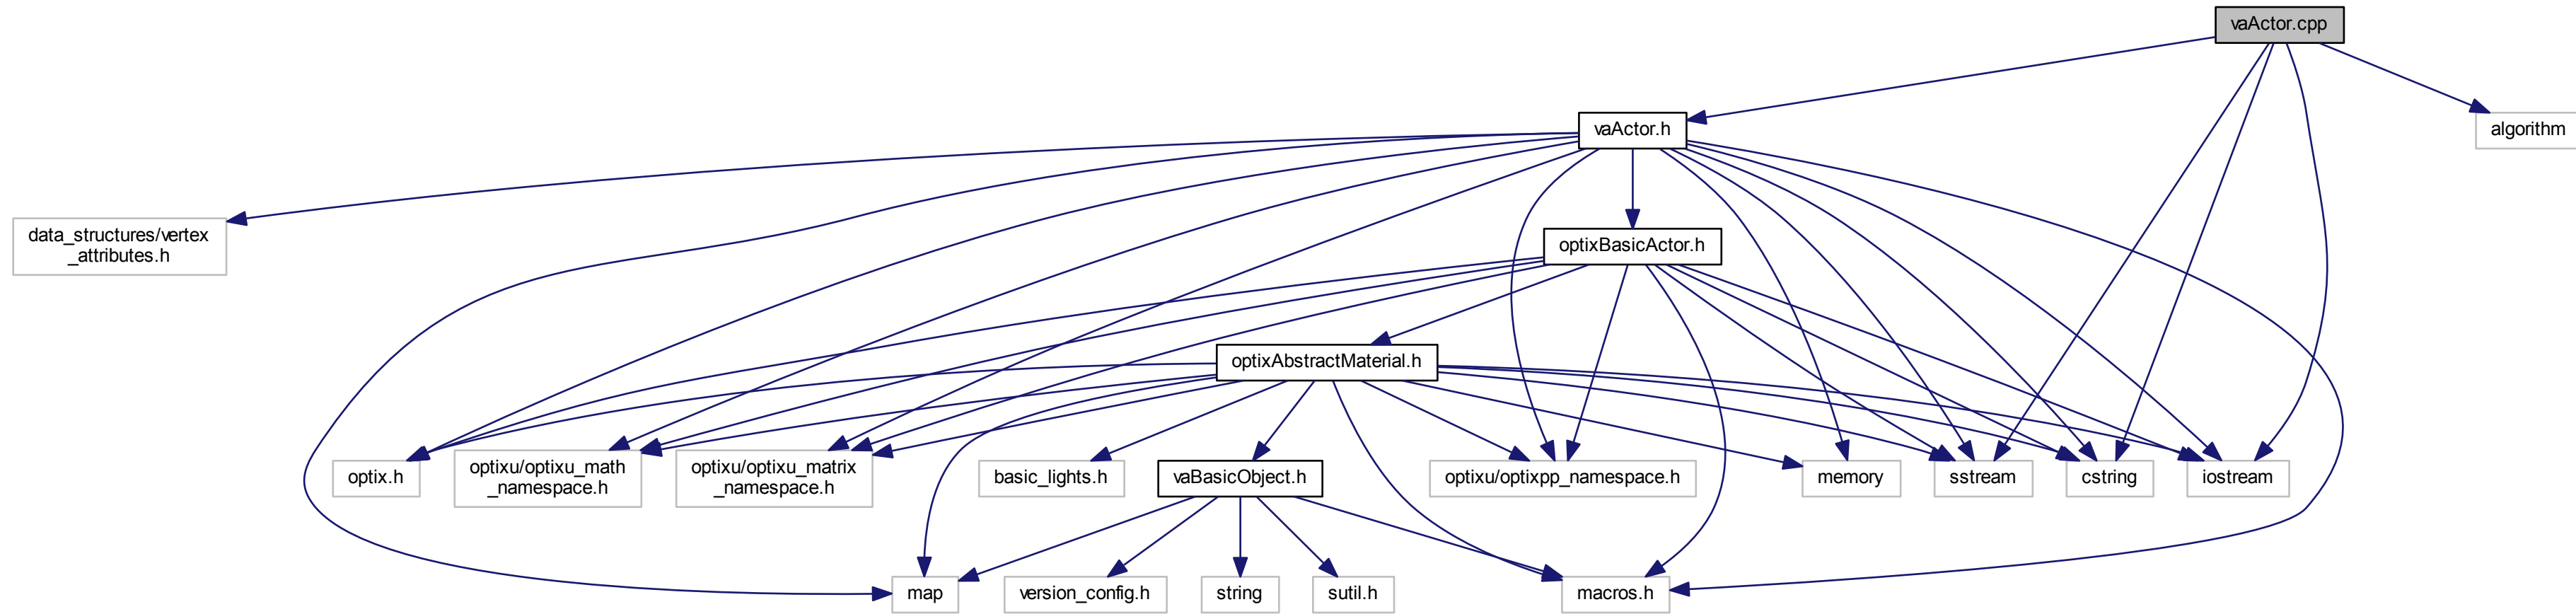 vaActor.cpp
vaActor.h
algorithm
data_structures/vertex
_attributes.h
optixBasicActor.h
optixAbstractMaterial.h
optix.h
optixu/optixu_math
_namespace.h
optixu/optixu_matrix
_namespace.h
basic_lights.h
vaBasicObject.h
optixu/optixpp_namespace.h
memory
sstream
cstring
iostream
map
version_config.h
string
sutil.h
macros.h